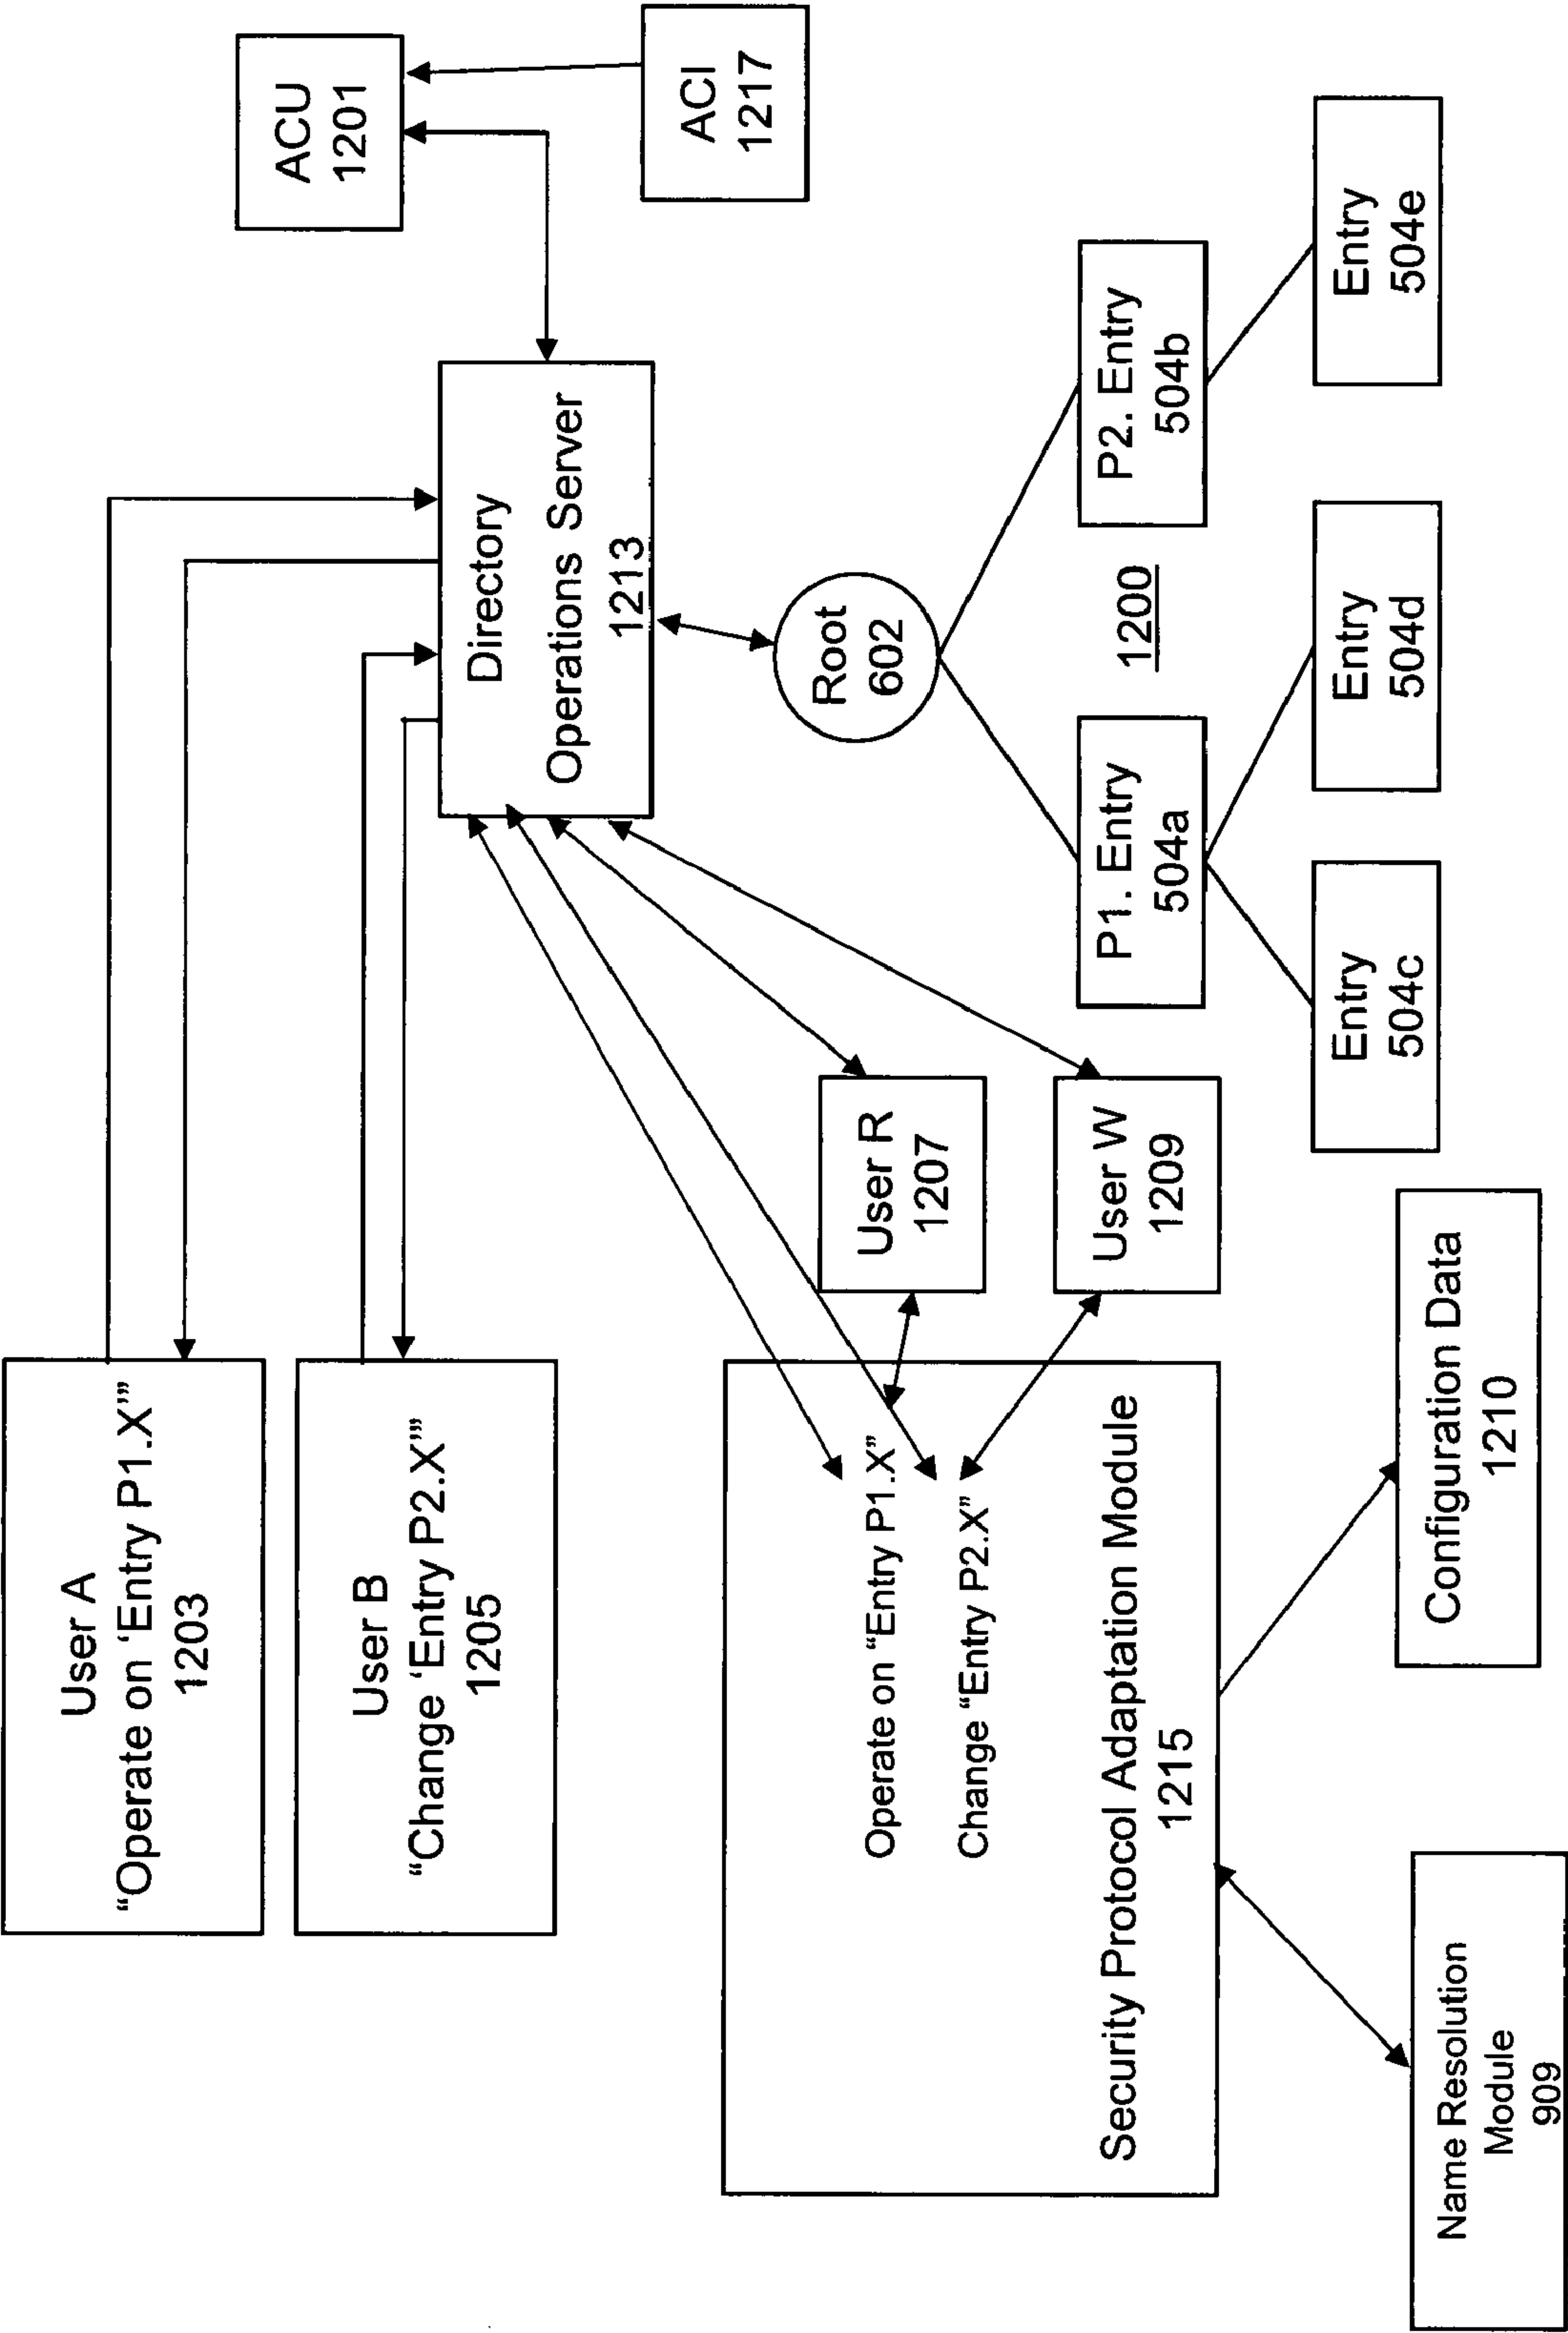 User A
“Operate on ‘Entry P1.X’”
1203
User B
“Change ‘Entry P2.X’”
1205
ACU
1201
ACI
1217
Directory
Operations Server
1213
Operate on “Entry P1.X”
Change “Entry P2.X”
Security Protocol Adaptation Module
1215
User R
1207
User W
1209
Root
602
P1. Entry
504a
1200
P2. Entry
504b
Entry
504c
Entry
504d
Entry
504e
Name Resolution
Module
909
Configuration Data
1210